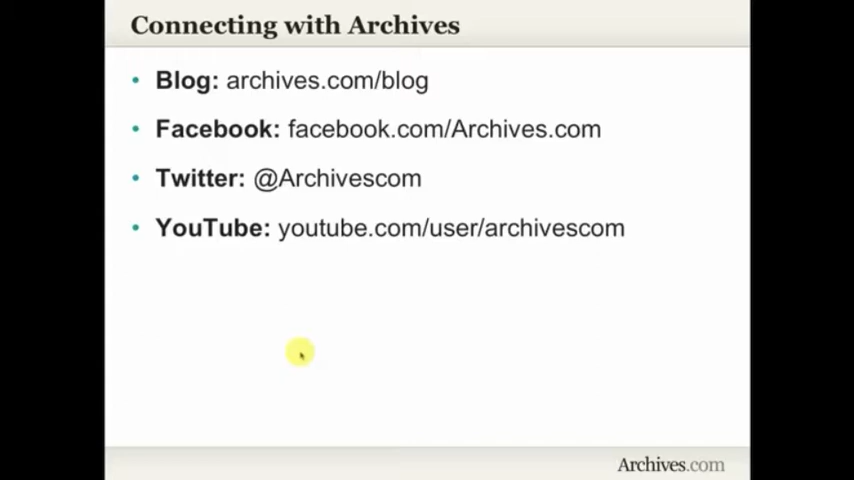 Connecting with Archives
• Blog: archives.com/blog
• Facebook: facebook.com/Archives.com
• Twitter: @Archivescom
• YouTube: youtube.com/user/archivescom
Archives.com